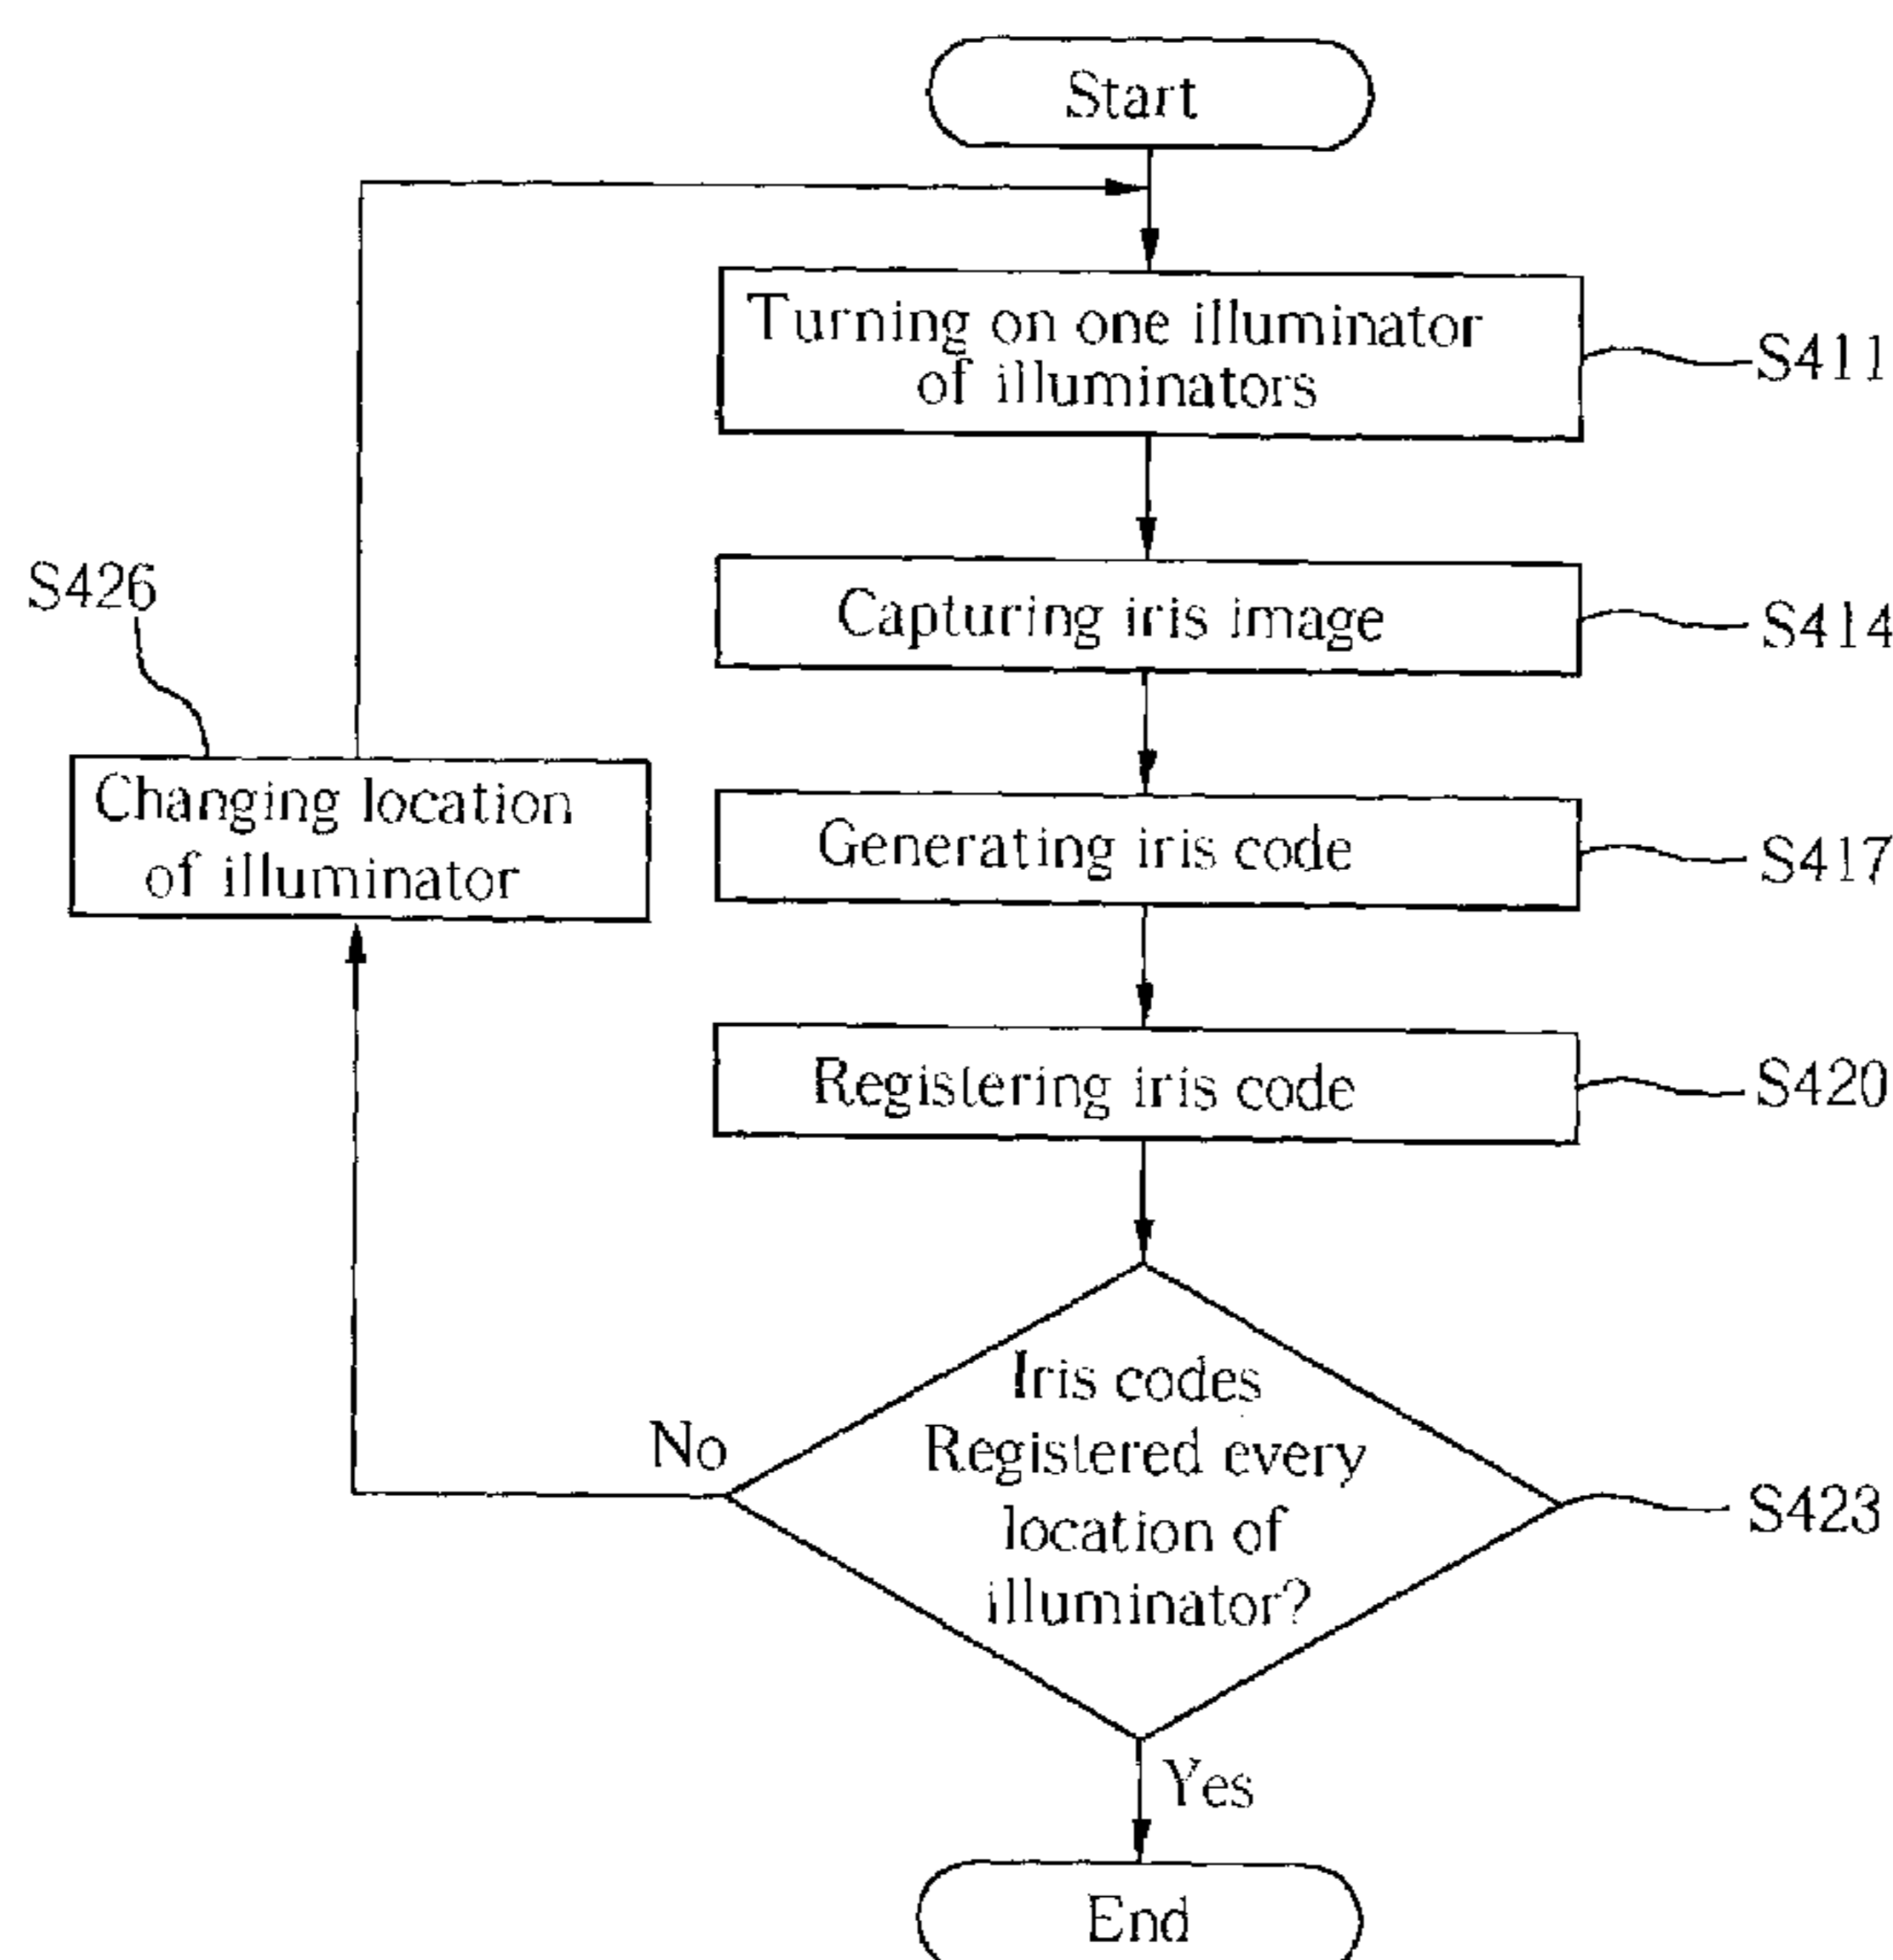 Start
Turning on one illuminator
of illuminators
S411
Capturing iris image
S414
S426
Changing location
of illuminator
Generating iris code
S417
Registering iris code
S420
Iris codes
Registered every
location of
illuminator?
No
S423
Yes
End